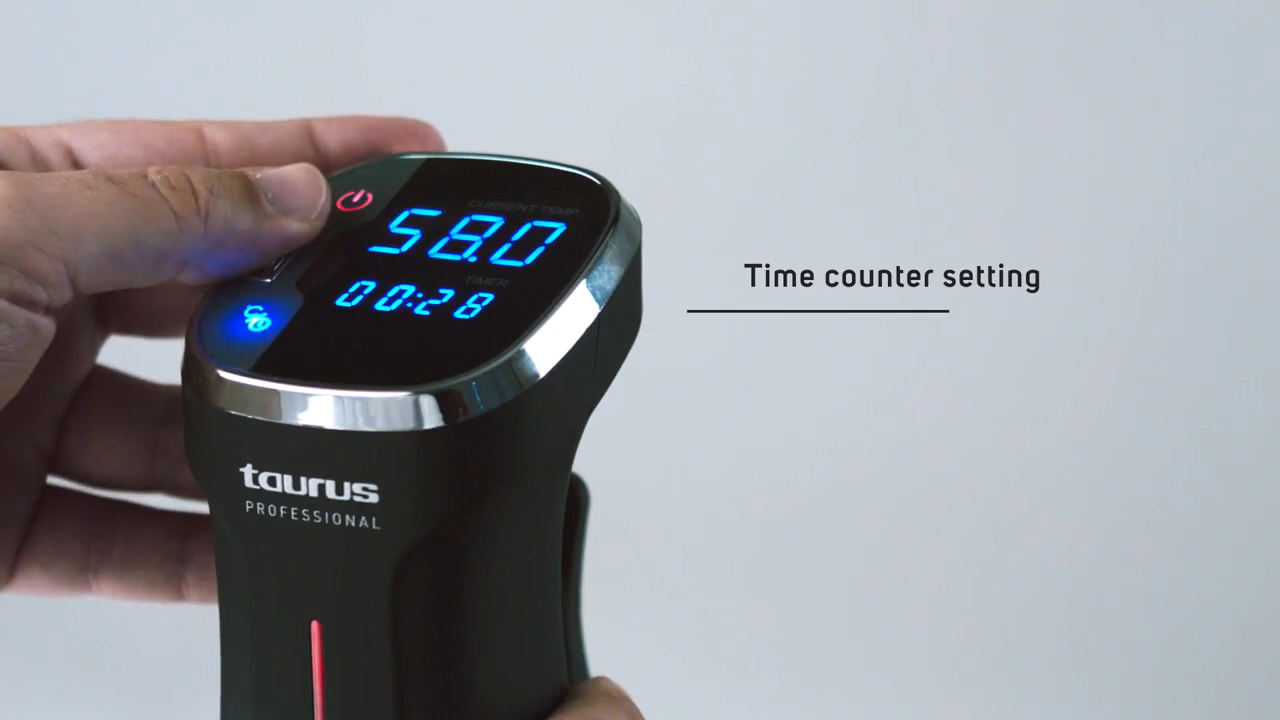 CURRENT TEMP
58.0
TIMER
00:28
Time counter setting
taurus
PROFESSIONAL